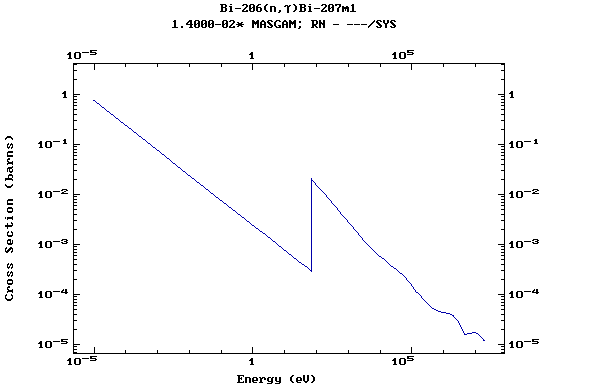 Bi-206(n,γ)Bi-207m1
1.4000-02* MASGAM; RN - ---/SYS
10⁻⁵ 1 10⁵
1 1
10⁻¹ 10⁻¹
10⁻² 10⁻²
10⁻³ 10⁻³
10⁻⁴ 10⁻⁴
10⁻⁵ 10⁻⁵
10⁻⁵ 1 10⁵
Cross Section (barns)
Energy (eV)